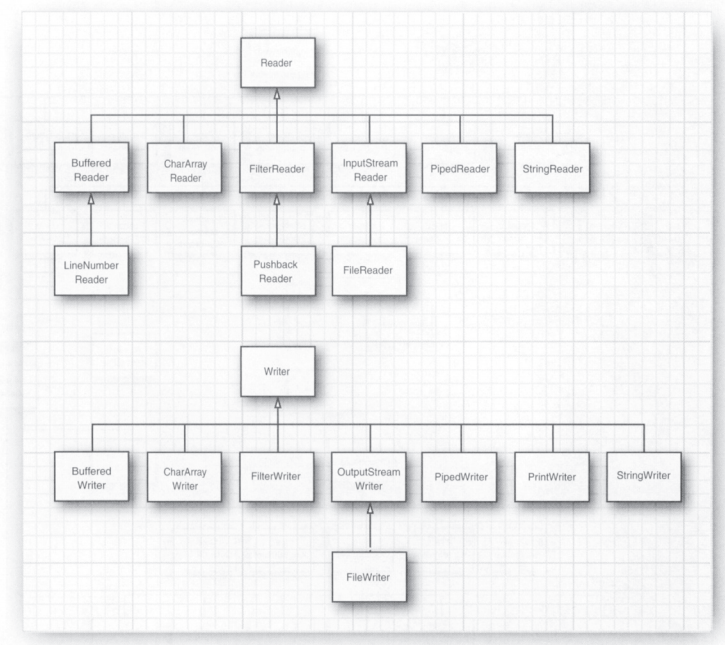 Reader
Buffered
Reader
CharArray
Reader
FilterReader
InputStream
Reader
PipedReader
StringReader
LineNumber
Reader
Pushback
Reader
FileReader
Writer
Buffered
Writer
CharArray
Writer
FilterWriter
OutputStream
Writer
PipedWriter
PrintWriter
StringWriter
FileWriter